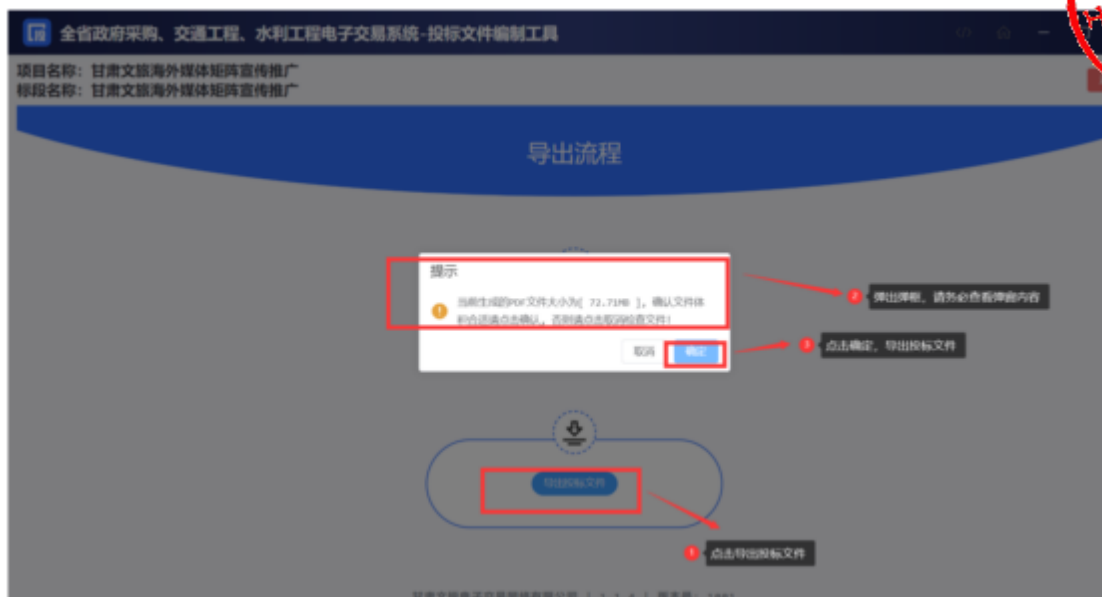 投 全省政府采购、交通工程、水利工程电子交易系统-投标文件编制工具
项目名称：甘肃文旅海外媒体矩阵宣传推广
标段名称：甘肃文旅海外媒体矩阵宣传推广
导出流程
提示
当前生成的PDF文件大小为[ 72.71MB ]，确认文件体
积合适请点击确认，否则请点击取消检查文件！
取消 确定
2 弹出弹框，请务必查看弹窗内容
3 点击确定，导出投标文件
导出投标文件
1 点击导出投标文件